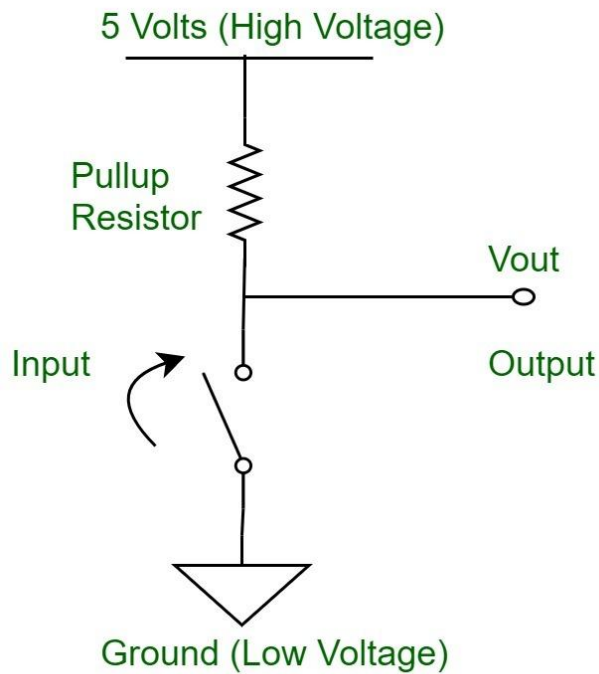 5 Volts (High Voltage)
Pullup
Resistor
Vout
Input
Output
Ground (Low Voltage)